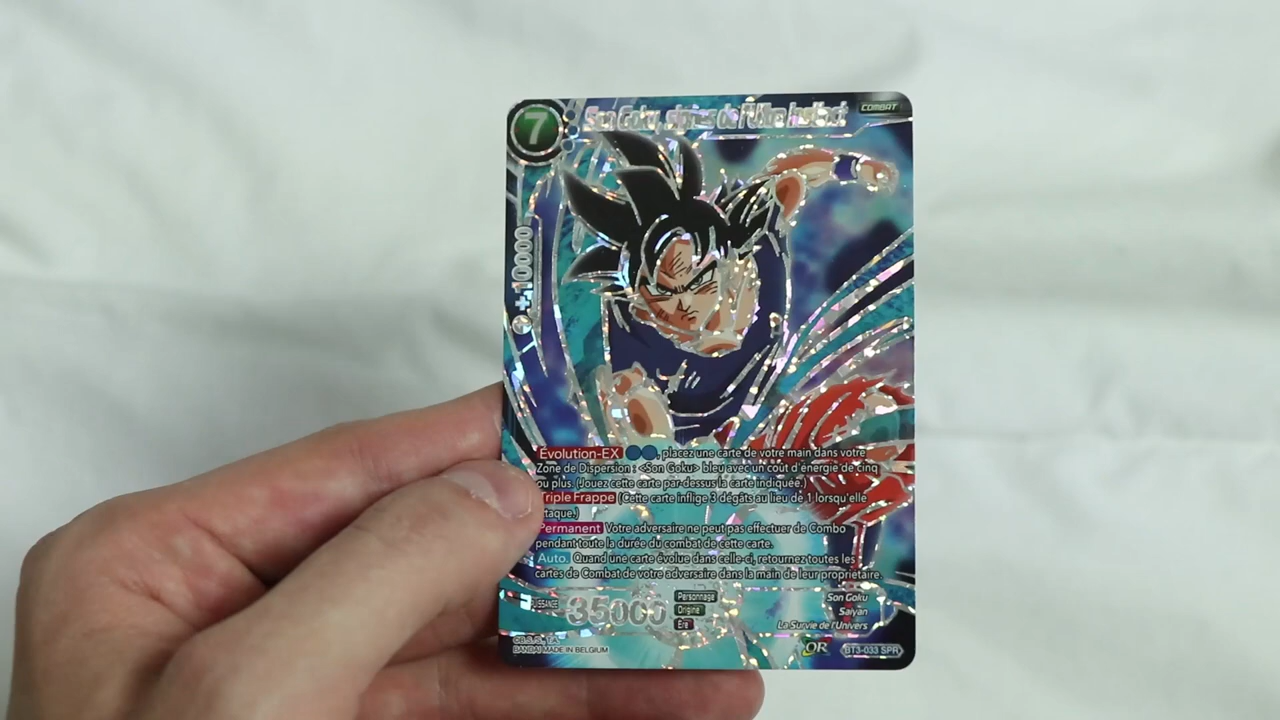 7
Son Goku, signes de l'Ultra Instinct
COMBAT
+10000
Évolution-EX , placez une carte de votre main dans votre
Zone de Dispersion : <Son Goku> bleu avec un coût d'énergie de cinq
ou plus. (Jouez cette carte par-dessus la carte indiquée.)
Triple Frappe (Cette carte inflige 3 dégâts au lieu de 1 lorsqu'elle
attaque.)
Permanent Votre adversaire ne peut pas effectuer de Combo
pendant toute la durée du combat de cette carte.
Auto. Quand une carte évolue dans celle-ci, retournez toutes les
cartes de Combat de votre adversaire dans la main de leur propriétaire.
PUISSANCE 35000
Personnage Son Goku
Origine Saiyan
Ère La Survie de l'Univers
©B.S./S., T.A.
BANDAI MADE IN BELGIUM
BT3-033 SPR